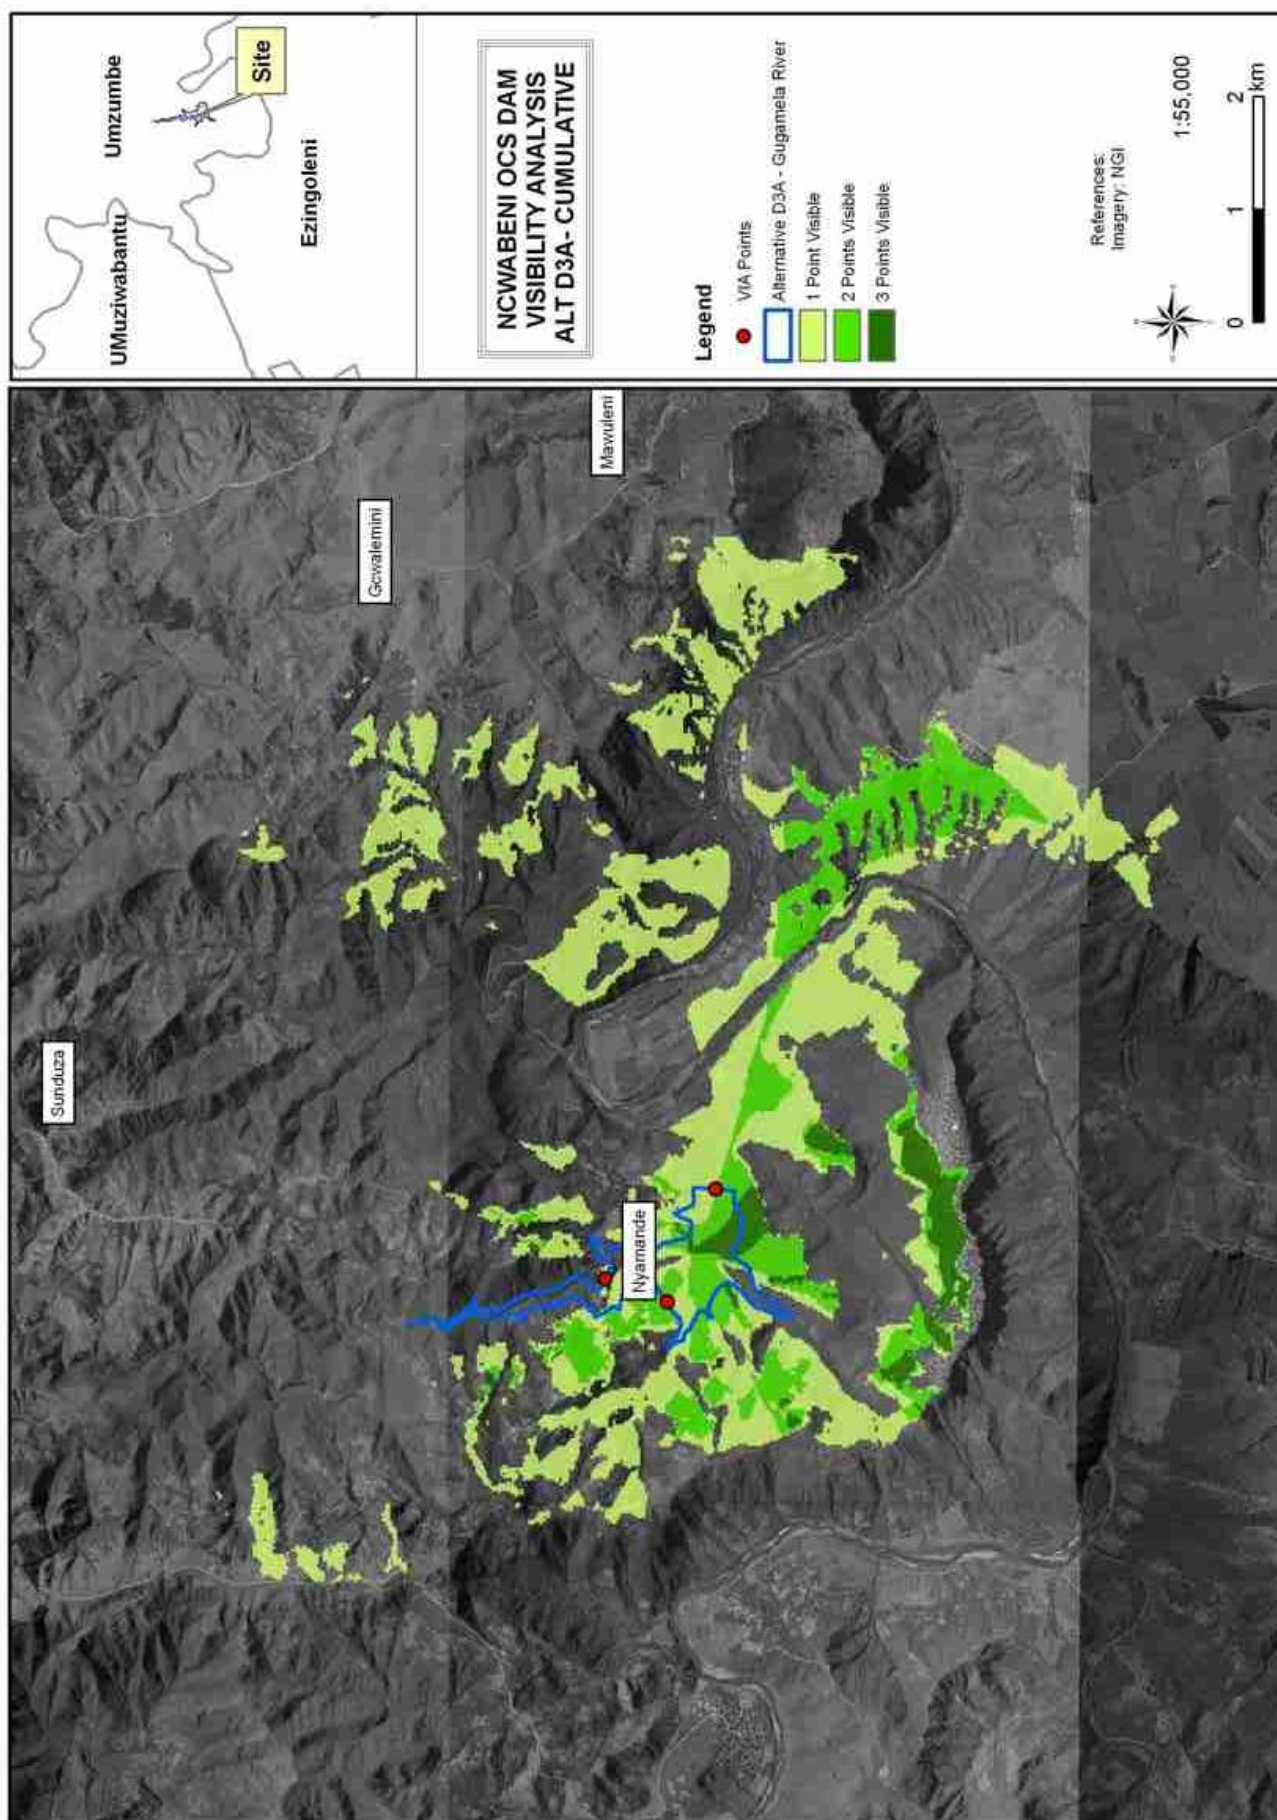 Sunduza
Gcwalemini
Mawuleni
Nyamande
Umzumbe
UMuziwabantu
Site
Ezingoleni
NCWABENI OCS DAM
VISIBILITY ANALYSIS
ALT D3A- CUMULATIVE
Legend
VIA Points
Alternative D3A - Gugamela River
1 Point Visible
2 Points Visible
3 Points Visible
References:
Imagery: NGI
1:55,000
0 1 2
km